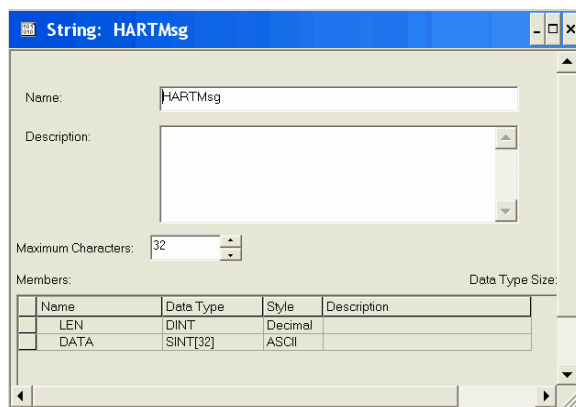 String: HARTMsg
Name: HARTMsg
Description:
Maximum Characters: 32
Members: Data Type Size:
Name Data Type Style Description
LEN DINT Decimal
DATA SINT[32] ASCII